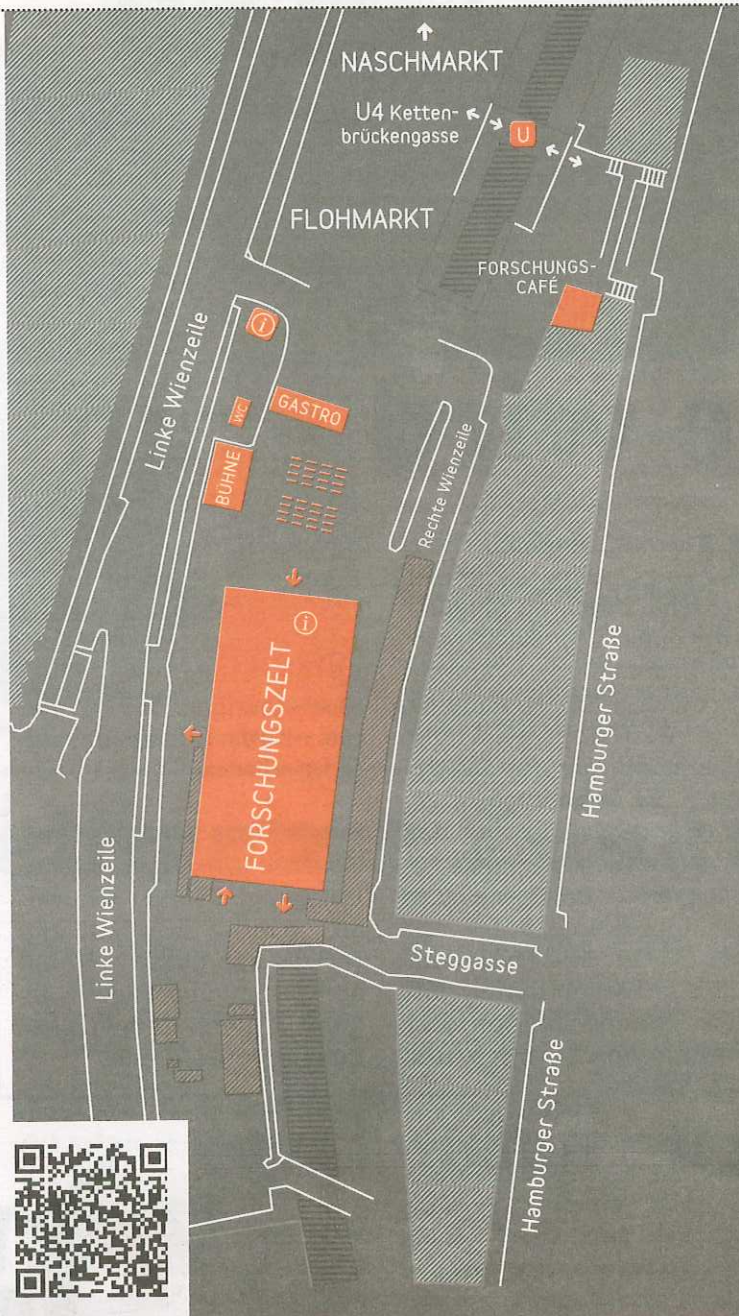 NASCHMARKT
U4 Ketten-
brückengasse
U
FLOHMARKT
FORSCHUNGS-
CAFÉ
i
Linke Wienzeile
WC
GASTRO
BÜHNE
Rechte Wienzeile
i
FORSCHUNGSZELT
Hamburger Straße
Linke Wienzeile
Steggasse
Hamburger Straße